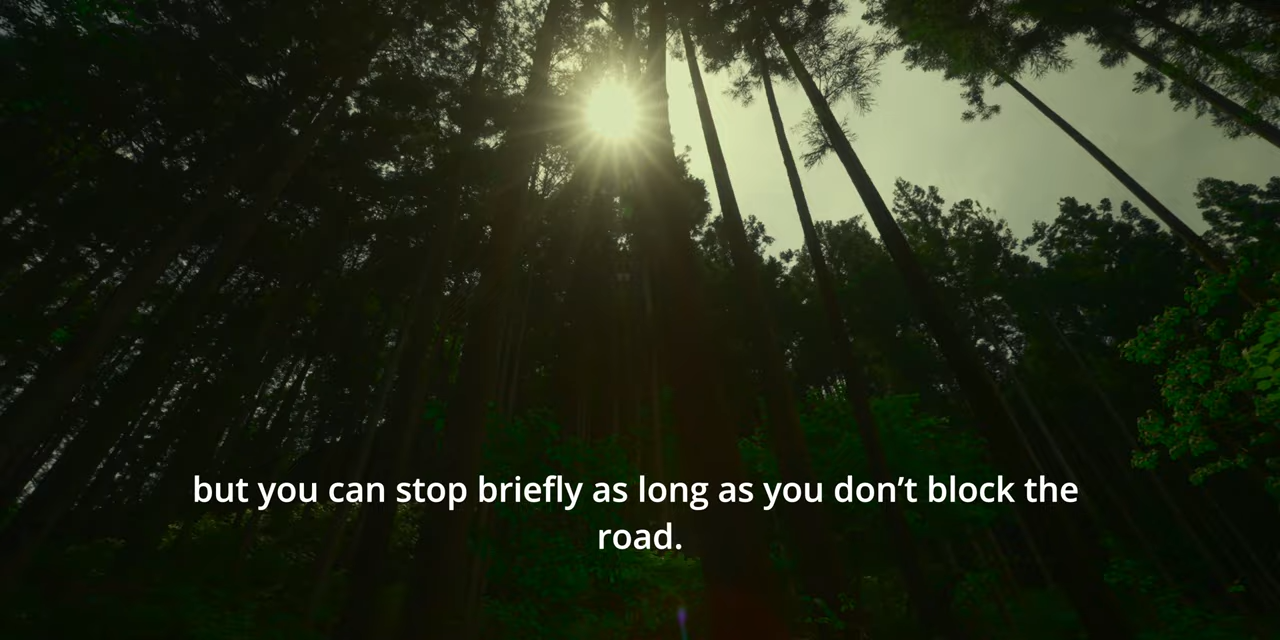 but you can stop briefly as long as you don’t block the
road.